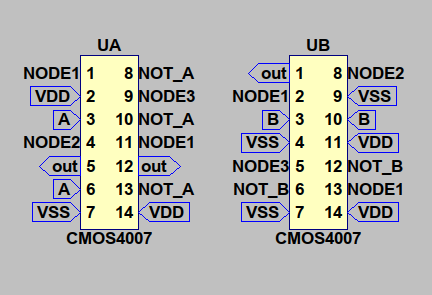 UA UB
NODE1 1 8 NOT_A out 1 8 NODE2
VDD 2 9 NODE3 NODE1 2 9 VSS
A 3 10 NOT_A B 3 10 B
NODE2 4 11 NODE1 VSS 4 11 VDD
out 5 12 out NODE3 5 12 NOT_B
A 6 13 NOT_A NOT_B 6 13 NODE1
VSS 7 14 VDD VSS 7 14 VDD
CMOS4007 CMOS4007